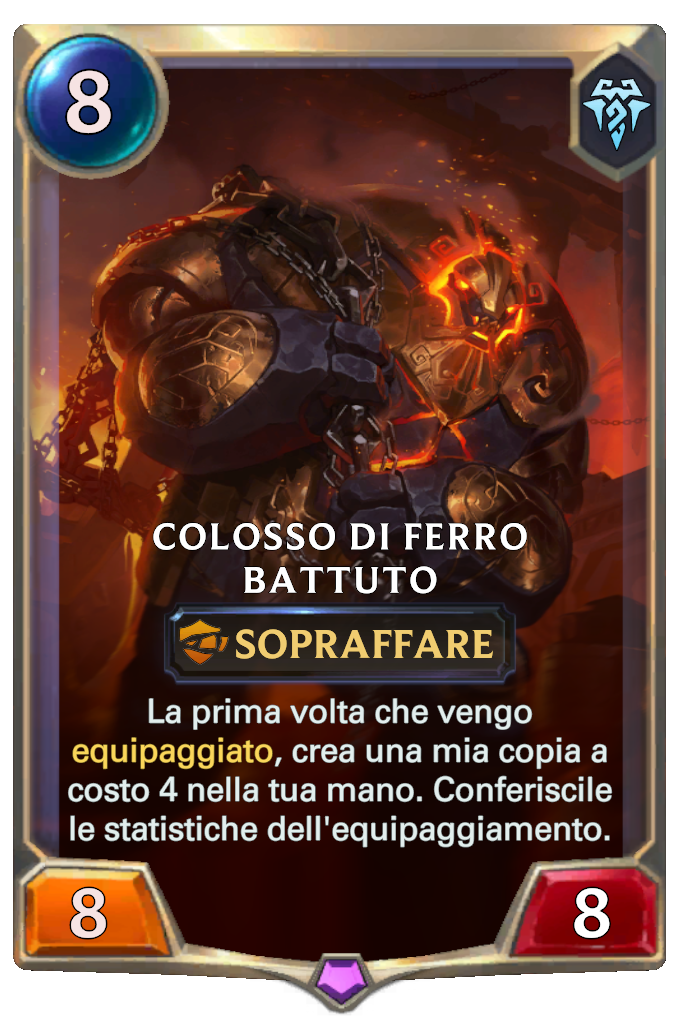 8
COLOSSO DI FERRO
BATTUTO
SOPRAFFARE
La prima volta che vengo
equipaggiato, crea una mia copia a
costo 4 nella tua mano. Conferiscile
le statistiche dell'equipaggiamento.
8
8